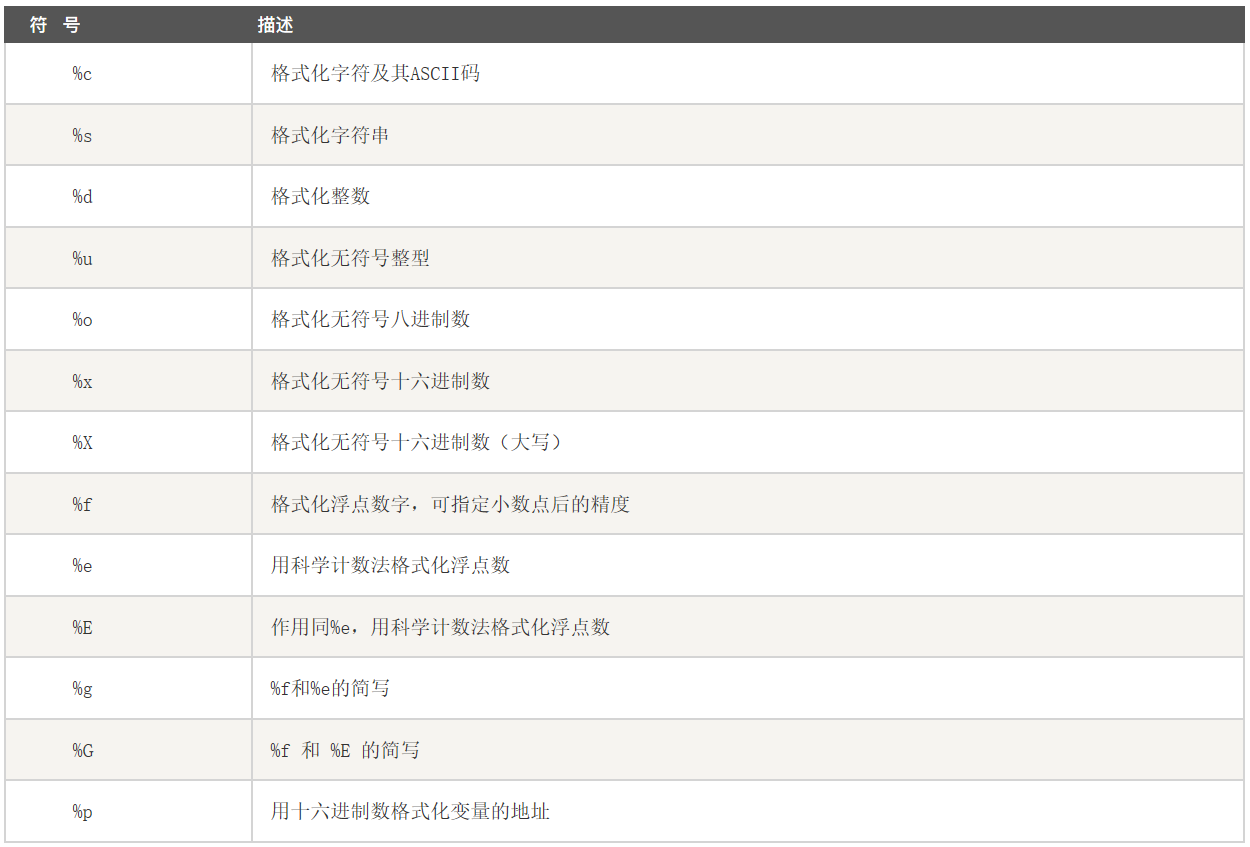 符 号 描述
%c 格式化字符及其ASCII码
%s 格式化字符串
%d 格式化整数
%u 格式化无符号整型
%o 格式化无符号八进制数
%x 格式化无符号十六进制数
%X 格式化无符号十六进制数（大写）
%f 格式化浮点数字，可指定小数点后的精度
%e 用科学计数法格式化浮点数
%E 作用同%e，用科学计数法格式化浮点数
%g %f和%e的简写
%G %f 和 %E 的简写
%p 用十六进制数格式化变量的地址